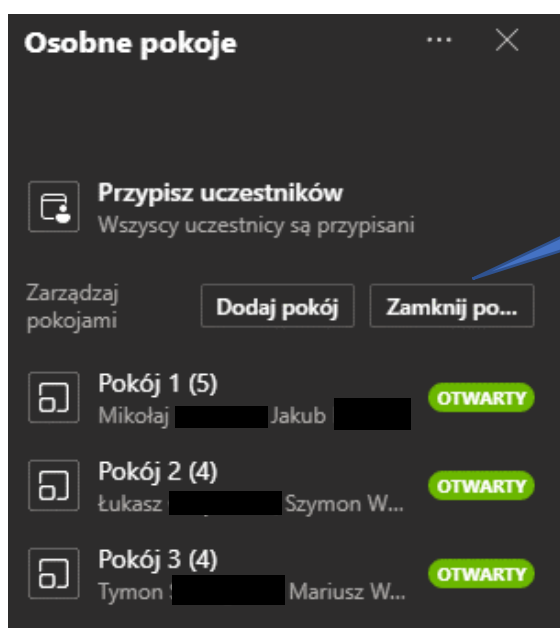 Osobne pokoje
Przypisz uczestników
Wszyscy uczestnicy są przypisani
Zarządzaj
pokojami
Dodaj pokój
Zamknij po...
Pokój 1 (5)
Mikołaj Jakub
OTWARTY
Pokój 2 (4)
Łukasz Szymon W...
OTWARTY
Pokój 3 (4)
Tymon Mariusz W...
OTWARTY